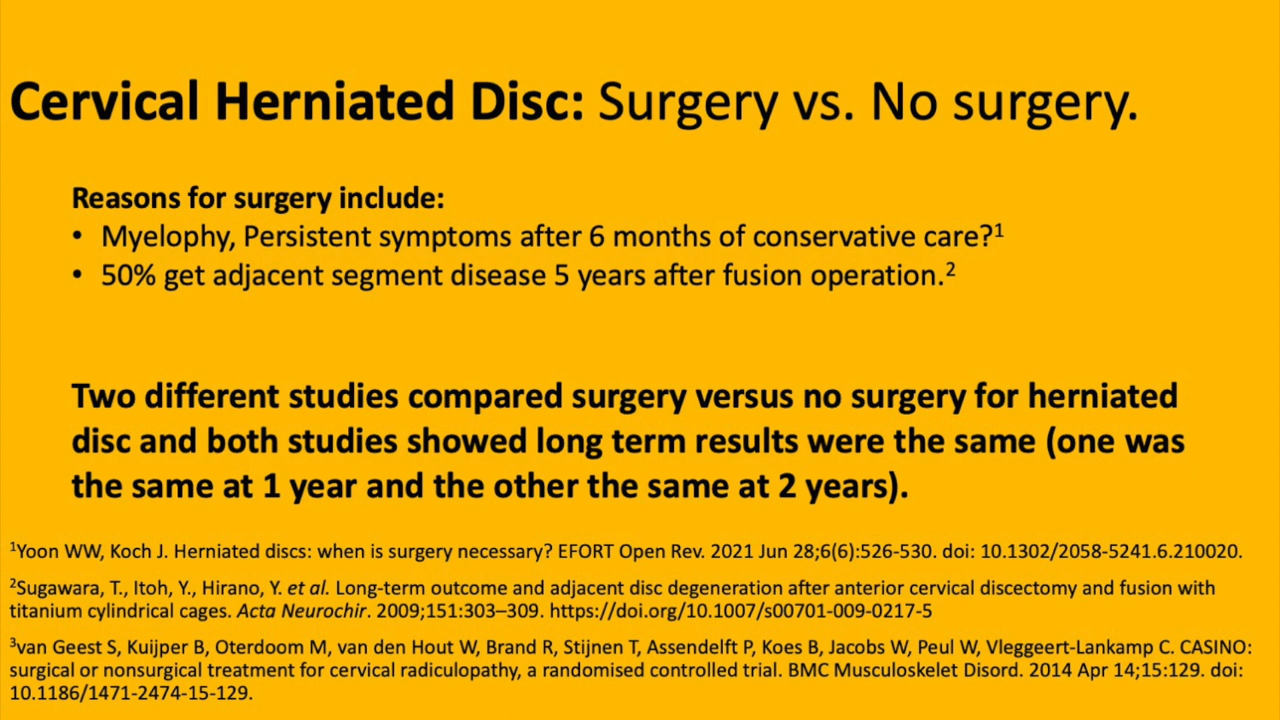 Cervical Herniated Disc: Surgery vs. No surgery.
Reasons for surgery include:
• Myelophy, Persistent symptoms after 6 months of conservative care?¹
• 50% get adjacent segment disease 5 years after fusion operation.²
Two different studies compared surgery versus no surgery for herniated
disc and both studies showed long term results were the same (one was
the same at 1 year and the other the same at 2 years).
¹Yoon WW, Koch J. Herniated discs: when is surgery necessary? EFORT Open Rev. 2021 Jun 28;6(6):526-530. doi: 10.1302/2058-5241.6.210020.
²Sugawara, T., Itoh, Y., Hirano, Y. et al. Long-term outcome and adjacent disc degeneration after anterior cervical discectomy and fusion with
titanium cylindrical cages. Acta Neurochir. 2009;151:303–309. https://doi.org/10.1007/s00701-009-0217-5
³van Geest S, Kuijper B, Oterdoom M, van den Hout W, Brand R, Stijnen T, Assendelft P, Koes B, Jacobs W, Peul W, Vleggeert-Lankamp C. CASINO:
surgical or nonsurgical treatment for cervical radiculopathy, a randomised controlled trial. BMC Musculoskelet Disord. 2014 Apr 14;15:129. doi:
10.1186/1471-2474-15-129.